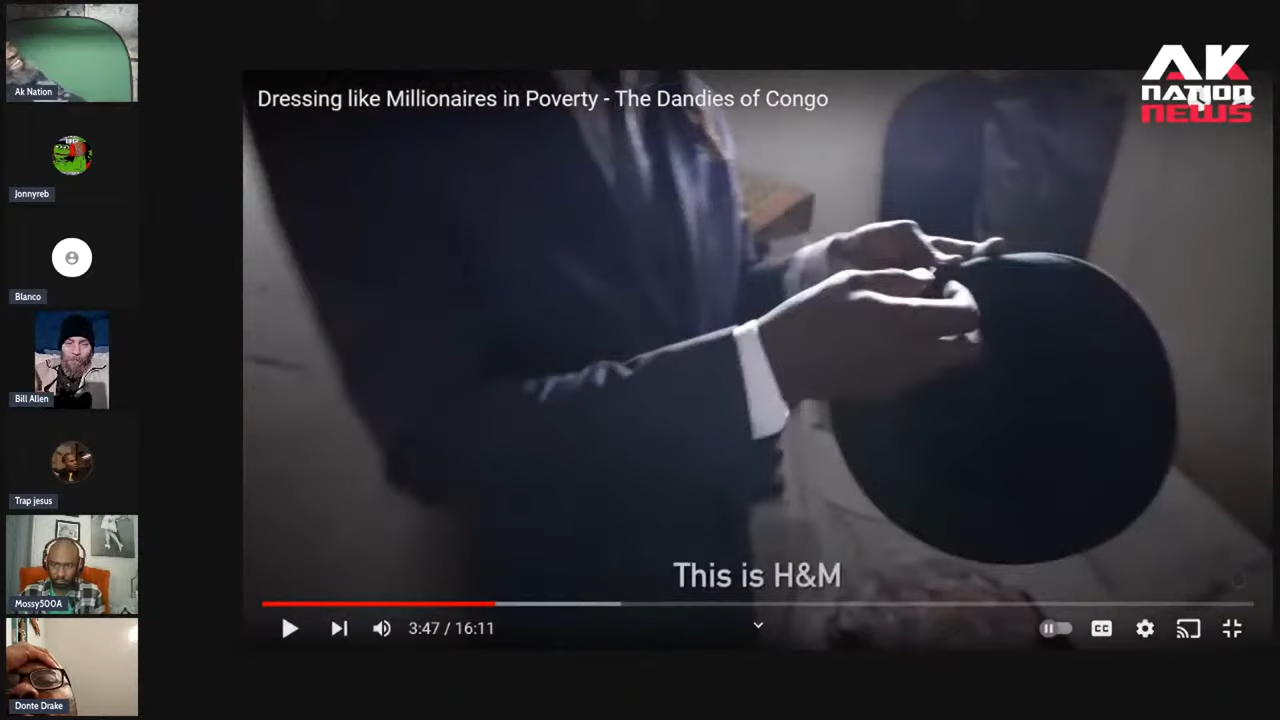 Ak Nation
Jonnyreb
Blanco
Bill Allen
Trap jesus
Mossy500A
Donte Drake
Dressing like Millionaires in Poverty - The Dandies of Congo
AK
NATION
NEWS
This is H&M
3:47 / 16:11
CC